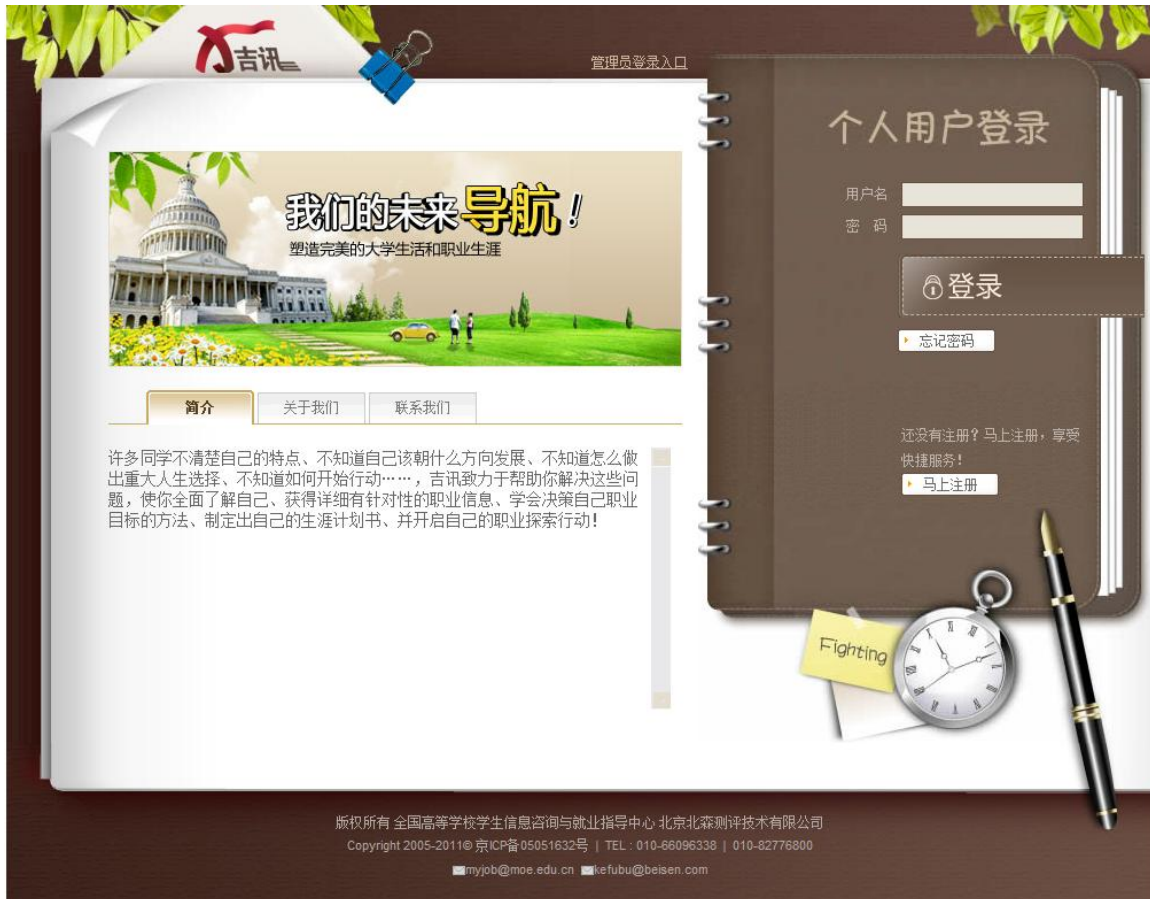 吉讯
管理员登录入口
个人用户登录
用户名
密 码
登录
忘记密码
还没有注册？马上注册，享受
快捷服务！
马上注册
我们的未来导航！
塑造完美的大学生活和职业生涯
简介
关于我们
联系我们
许多同学不清楚自己的特点、不知道自己该朝什么方向发展、不知道怎么做
出重大人生选择、不知道如何开始行动……，吉讯致力于帮助你解决这些问
题，使你全面了解自己、获得详细有针对性的职业信息、学会决策自己职业
目标的方法、制定出自己的生涯计划书、并开启自己的职业探索行动！
Fighting
版权所有 全国高等学校学生信息咨询与就业指导中心 北京北森测评技术有限公司
Copyright 2005-2011© 京ICP备05051632号 | TEL : 010-66096338 | 010-82776800
myjob@moe.edu.cn kefubu@beisen.com